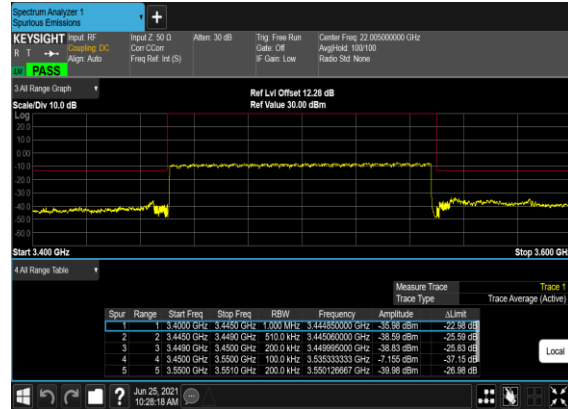 Spectrum Analyzer 1
Spurious Emissions
KEYSIGHT Input: RF Input Z: 50 Ω Atten: 30 dB Trig: Free Run Center Freq: 22.005000000 GHz
R T Coupling: DC Corr CCorr Gate: Off Avg|Hold: 100/100
Align: Auto Freq Ref: Int (S) IF Gain: Low Radio Std: None
PASS
3 All Range Graph
Ref Lvl Offset 12.28 dB
Scale/Div 10.0 dB Ref Value 30.00 dBm
Log
20.0
10.0
0.00
-10.0
-20.0
-30.0
-40.0
-50.0
-60.0
Start 3.400 GHz Stop 3.600 GHz
4 All Range Table
Measure Trace Trace 1
Trace Type Trace Average (Active)
Spur Range Start Freq Stop Freq RBW Frequency Amplitude ΔLimit
1 1 3.4000 GHz 3.4450 GHz 1.000 MHz 3.444850000 GHz -35.98 dBm -22.98 dB
2 2 3.4450 GHz 3.4490 GHz 510.0 kHz 3.445060000 GHz -38.59 dBm -25.59 dB
3 3 3.4490 GHz 3.4500 GHz 200.0 kHz 3.449995000 GHz -38.83 dBm -25.83 dB
4 4 3.4500 GHz 3.5500 GHz 100.0 kHz 3.535333333 GHz -7.155 dBm -37.15 dB
5 5 3.5500 GHz 3.5510 GHz 200.0 kHz 3.550126667 GHz -39.98 dBm -26.98 dB
Local
? Jun 25, 2021
10:28:18 AM